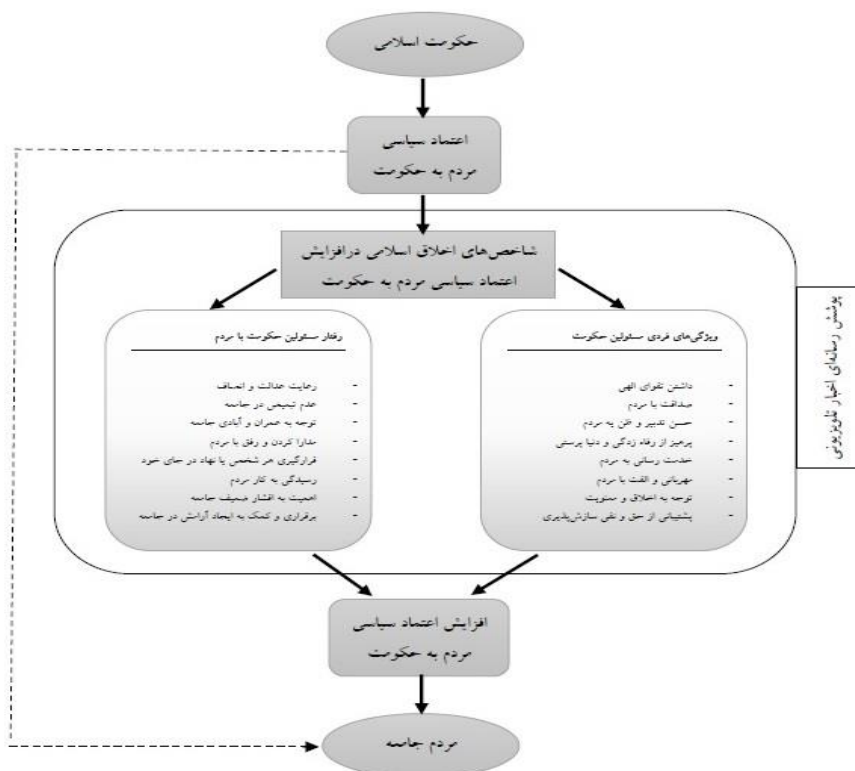 حکومت اسلامی
اعتماد سیاسی
مردم به حکومت
شاخص‌های اخلاق اسلامی درافزایش
اعتماد سیاسی مردم به حکومت
پوشش رسانه‌ای اخبار تلویزیونی
ویژگی‌های فردی مسئولین حکومت
- داشتن تقوای الهی
- صداقت با مردم
- حسن تدبیر و ظن به مردم
- پرهیز از رفاه زدگی و دنیا پرستی
- خدمت رسانی به مردم
- مهربانی و الفت با مردم
- توجه به اخلاق و معنویت
- پشتیبانی از حق و نفی سازش‌پذیری
رفتار مسئولین حکومت با مردم
- رعایت عدالت و انصاف
- عدم تبعیض در جامعه
- توجه به عمران و آبادی جامعه
- مدارا کردن و رفق با مردم
- قرارگیری هر شخص یا نهاد در جای خود
- رسیدگی به کار مردم
- اهمیت به اقشار ضعیف جامعه
- برقراری و کمک به ایجاد آرامش در جامعه
افزایش اعتماد سیاسی
مردم به حکومت
مردم جامعه